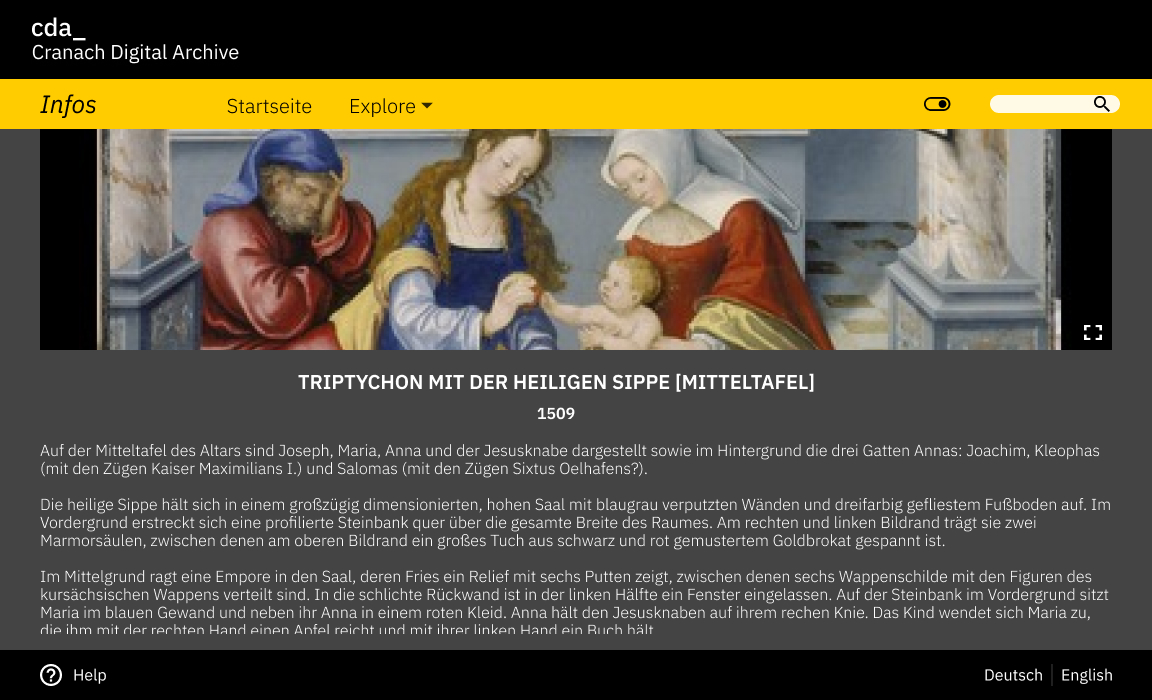 cda_
Cranach Digital Archive
Infos
Startseite
Explore
TRIPTYCHON MIT DER HEILIGEN SIPPE [MITTELTAFEL]
1509
Auf der Mitteltafel des Altars sind Joseph, Maria, Anna und der Jesusknabe dargestellt sowie im Hintergrund die drei Gatten Annas: Joachim, Kleophas
(mit den Zügen Kaiser Maximilians I.) und Salomas (mit den Zügen Sixtus Oelhafens?).
Die heilige Sippe hält sich in einem großzügig dimensionierten, hohen Saal mit blaugrau verputzten Wänden und dreifarbig gefliestem Fußboden auf. Im
Vordergrund erstreckt sich eine profilierte Steinbank quer über die gesamte Breite des Raumes. Am rechten und linken Bildrand trägt sie zwei
Marmorsäulen, zwischen denen am oberen Bildrand ein großes Tuch aus schwarz und rot gemustertem Goldbrokat gespannt ist.
Im Mittelgrund ragt eine Empore in den Saal, deren Fries ein Relief mit sechs Putten zeigt, zwischen denen sechs Wappenschilde mit den Figuren des
kursächsischen Wappens verteilt sind. In die schlichte Rückwand ist in der linken Hälfte ein Fenster eingelassen. Auf der Steinbank im Vordergrund sitzt
Maria im blauen Gewand und neben ihr Anna in einem roten Kleid. Anna hält den Jesusknaben auf ihrem rechen Knie. Das Kind wendet sich Maria zu,
die ihm mit der rechten Hand einen Apfel reicht und mit ihrer linken Hand ein Buch hält.
Help
Deutsch
English